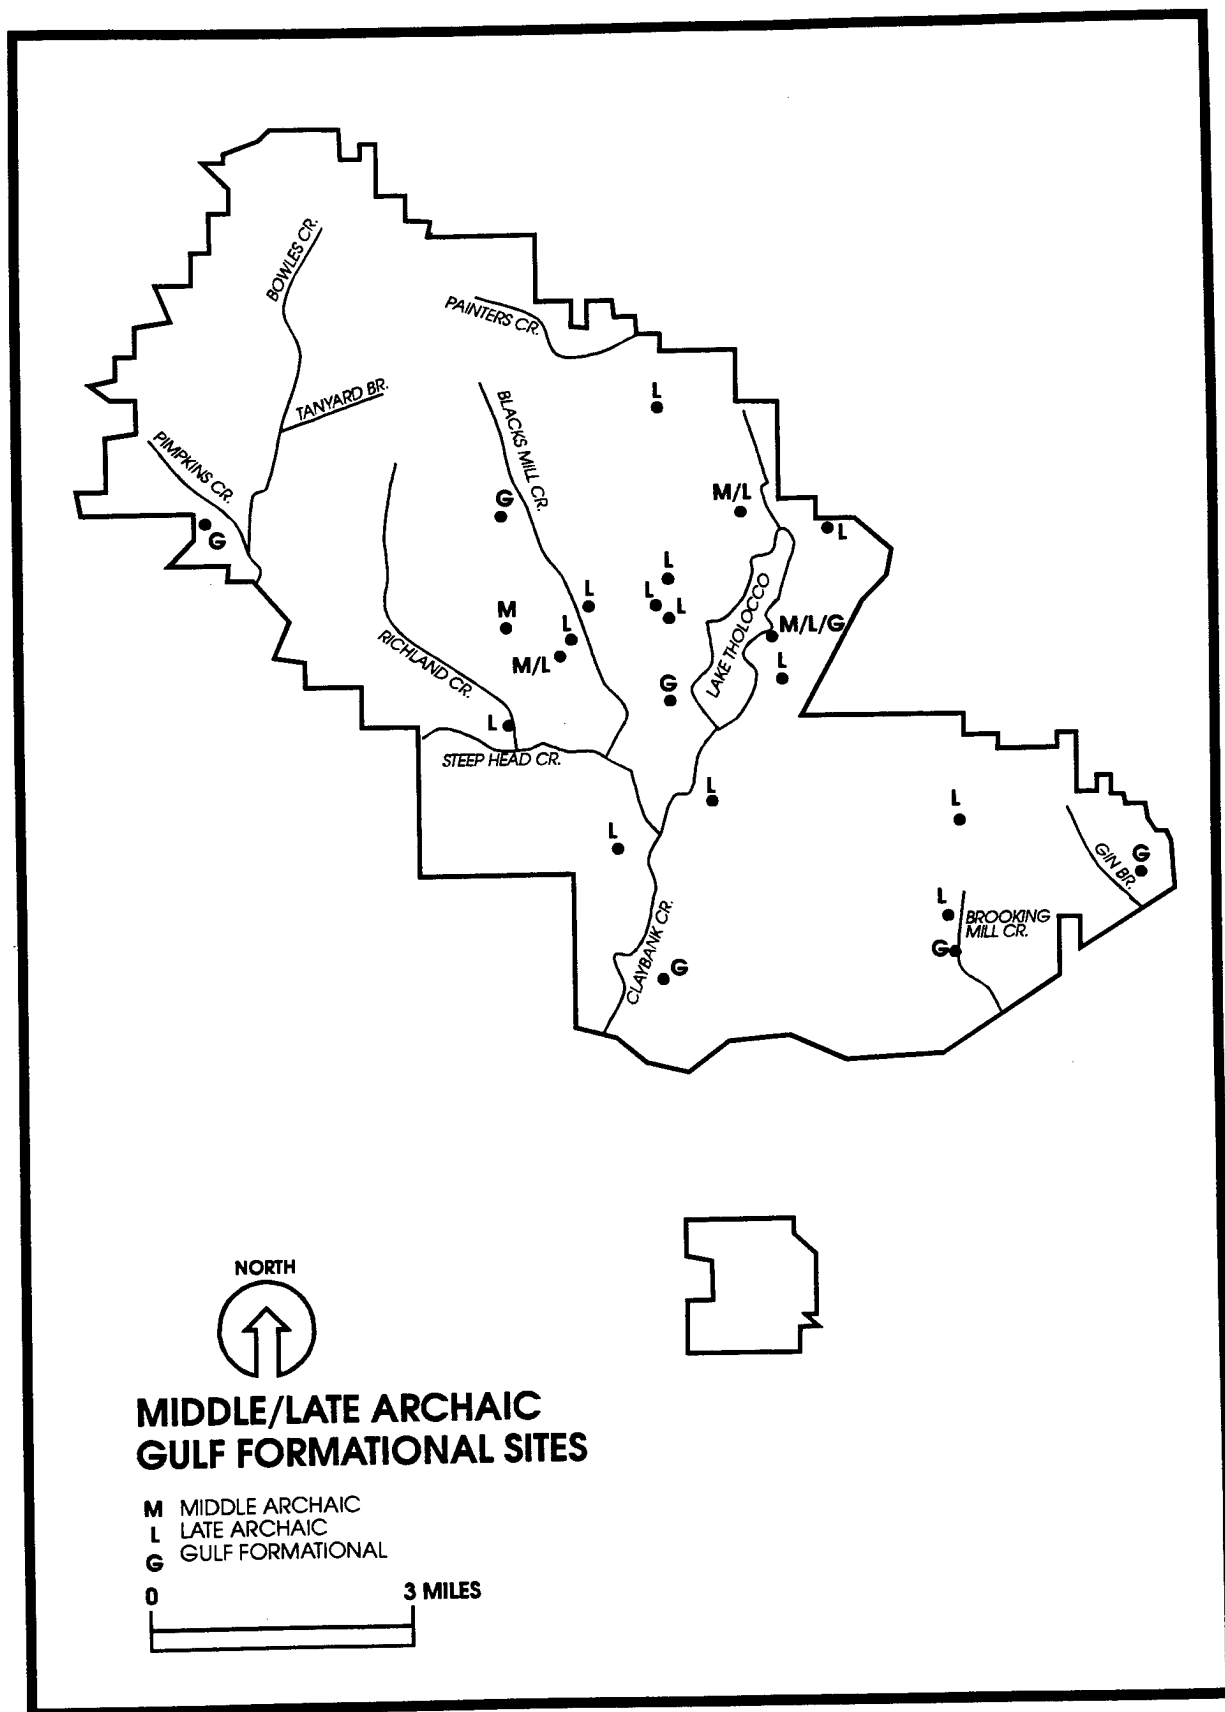 BOWLES CR.
PAINTERS CR.
TANYARD BR.
BLACKS MILL CR.
L
PIMPKINS CR.
M/L
G
L
G
L
L
L
L
M
L
M/L
RICHLAND CR.
LAKE THOLOCCO
M/L/G
L
G
L
STEEP HEAD CR.
L
L
L
GIN BR.
G
L
BROOKING
MILL CR.
G
CLAYBANK CR.
G
NORTH
MIDDLE/LATE ARCHAIC
GULF FORMATIONAL SITES
M MIDDLE ARCHAIC
L LATE ARCHAIC
G GULF FORMATIONAL
0 3 MILES